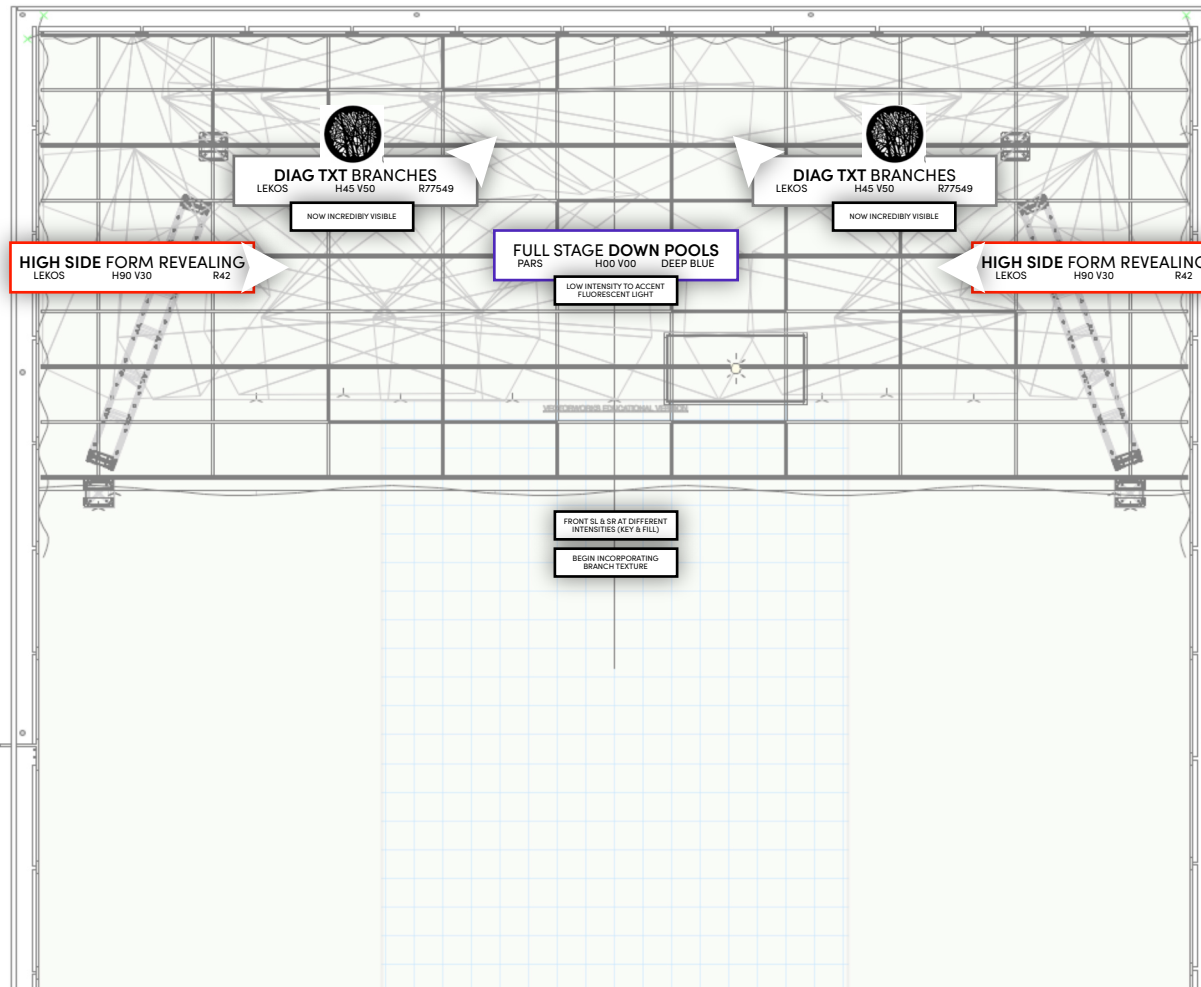 DIAG TXT BRANCHES
LEKOS H45 V50 R77549
NOW INCREDIBIY VISIBLE
DIAG TXT BRANCHES
LEKOS H45 V50 R77549
NOW INCREDIBIY VISIBLE
HIGH SIDE FORM REVEALING
LEKOS H90 V30 R42
FULL STAGE DOWN POOLS
PARS H00 V00 DEEP BLUE
LOW INTENSITY TO ACCENT
FLUORESCENT LIGHT
HIGH SIDE FORM REVEALING
LEKOS H90 V30 R42
VECTORWORKS EDUCATIONAL VERSION
FRONT SL & SR AT DIFFERENT
INTENSITIES (KEY & FILL)
BEGIN INCORPORATING
BRANCH TEXTURE